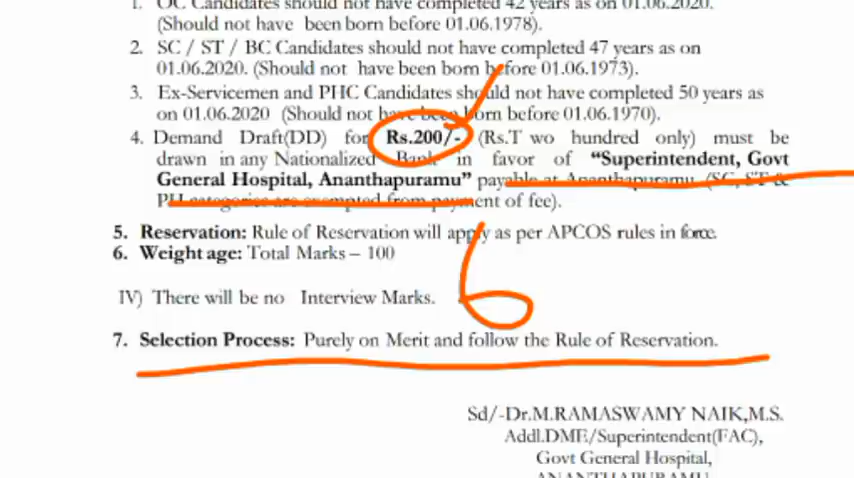 1. OC Candidates should not have completed 42 years as on 01.06.2020.
(Should not have been born before 01.06.1978)
2. SC / ST / BC Candidates should not have completed 47 years as on
01.06.2020. (Should not have been born before 01.06.1973).
3. Ex-Servicemen and PHC Candidates should not have completed 50 years as
on 01.06.2020 (Should not have been born before 01.06.1970).
4. Demand Draft(DD) for Rs.200/- (Rs.T wo hundred only) must be
drawn in any Nationalized Bank in favor of “Superintendent, Govt
General Hospital, Ananthapuramu” payable at Ananthapuramu (SC, ST &
PH categories are exempted from payment of fee).
5. Reservation: Rule of Reservation will apply as per APCOS rules in force.
6. Weight age: Total Marks – 100
IV) There will be no Interview Marks.
6
7. Selection Process: Purely on Merit and follow the Rule of Reservation.
Sd/-Dr.M.RAMASWAMY NAIK,M.S.
Addl.DME/Superintendent(FAC),
Govt General Hospital,
ANANTHAPURAMU